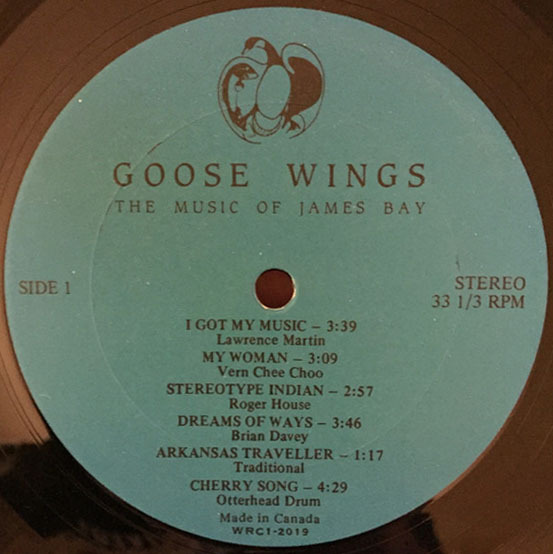 GOOSE WINGS
THE MUSIC OF JAMES BAY
SIDE 1
STEREO
33 1/3 RPM
I GOT MY MUSIC – 3:39
Lawrence Martin
MY WOMAN – 3:09
Vern Chee Choo
STEREOTYPE INDIAN – 2:57
Roger House
DREAMS OF WAYS – 3:46
Brian Davey
ARKANSAS TRAVELLER – 1:17
Traditional
CHERRY SONG – 4:29
Otterhead Drum
Made in Canada
WRC1-2019